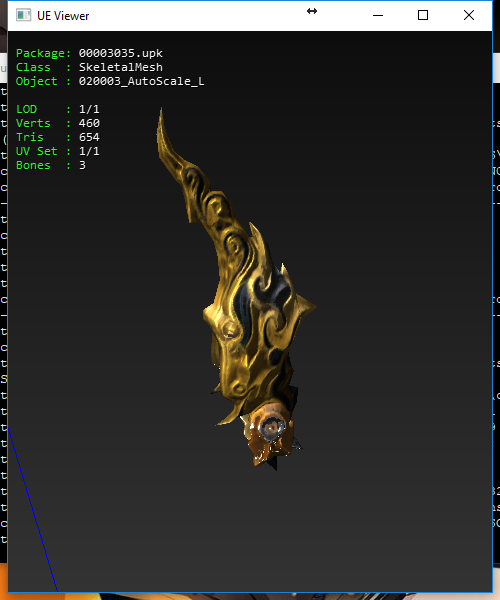 UE Viewer
Package: 00003035.upk
Class : SkeletalMesh
Object : 020003_AutoScale_L
LOD : 1/1
Verts : 460
Tris : 654
UV Set : 1/1
Bones : 3